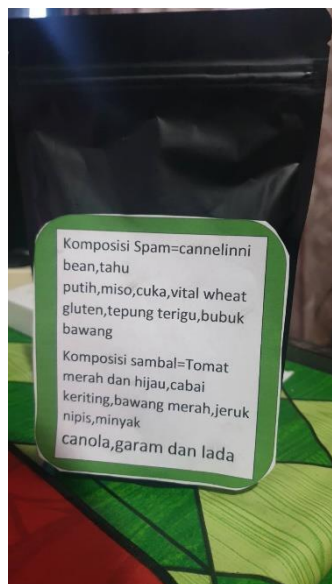 Komposisi Spam=cannelinni
bean,tahu
putih,miso,cuka,vital wheat
gluten,tepung terigu,bubuk
bawang
Komposisi sambal=Tomat
merah dan hijau,cabai
keriting,bawang merah,jeruk
nipis,minyak
canola,garam dan lada